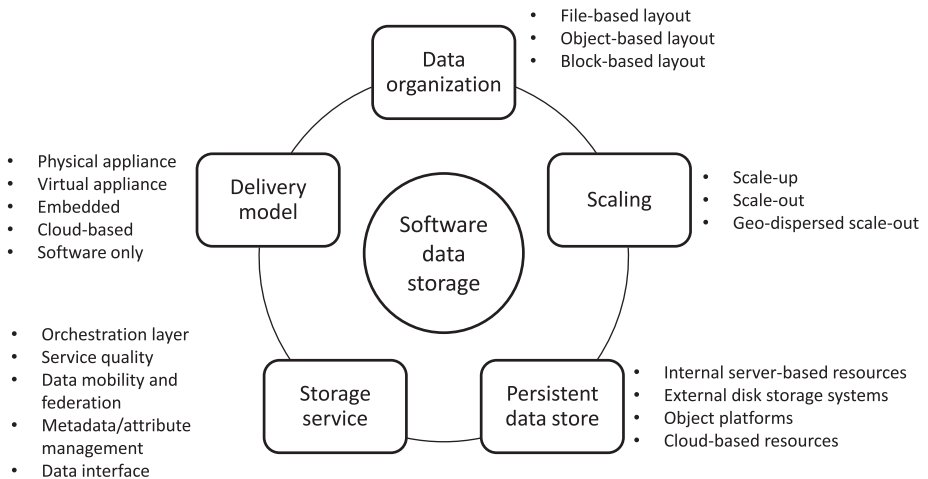 Data
organization
• File-based layout
• Object-based layout
• Block-based layout
• Physical appliance
• Virtual appliance
• Embedded
• Cloud-based
• Software only
Delivery
model
Scaling
• Scale-up
• Scale-out
• Geo-dispersed scale-out
Software
data
storage
• Orchestration layer
• Service quality
• Data mobility and
federation
• Metadata/attribute
management
• Data interface
Storage
service
Persistent
data store
• Internal server-based resources
• External disk storage systems
• Object platforms
• Cloud-based resources